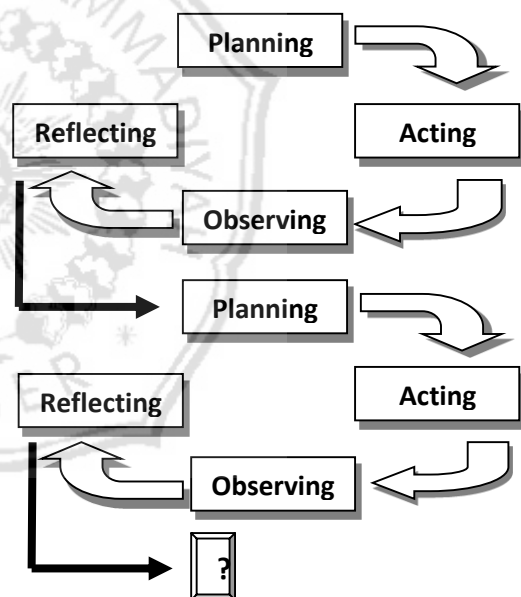 Planning
Acting
Observing
Reflecting
Planning
Acting
Observing
Reflecting
?